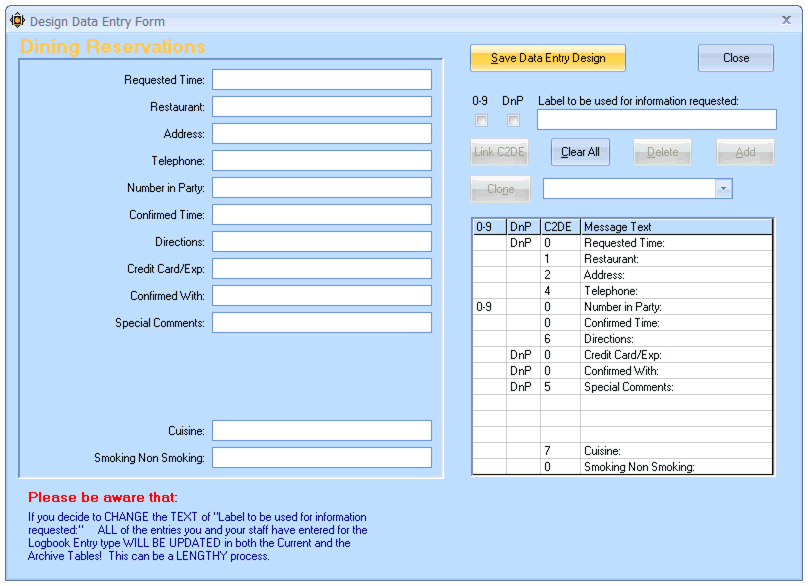 Design Data Entry Form
Dining Reservations
Requested Time:
Restaurant:
Address:
Telephone:
Number in Party:
Confirmed Time:
Directions:
Credit Card/Exp:
Confirmed With:
Special Comments:
Cuisine:
Smoking Non Smoking:
Please be aware that:
If you decide to CHANGE the TEXT of "Label to be used for information
requested:" ALL of the entries you and your staff have entered for the
Logbook Entry type WILL BE UPDATED in both the Current and the
Archive Tables! This can be a LENGTHY process.
Save Data Entry Design
Close
0-9 DnP Label to be used for information requested:
Link C2DE Clear All Delete Add
Clone
0-9 DnP C2DE Message Text
DnP 0 Requested Time:
1 Restaurant:
2 Address:
4 Telephone:
0-9 0 Number in Party:
0 Confirmed Time:
6 Directions:
DnP 0 Credit Card/Exp:
DnP 0 Confirmed With:
DnP 5 Special Comments:
7 Cuisine:
0 Smoking Non Smoking: